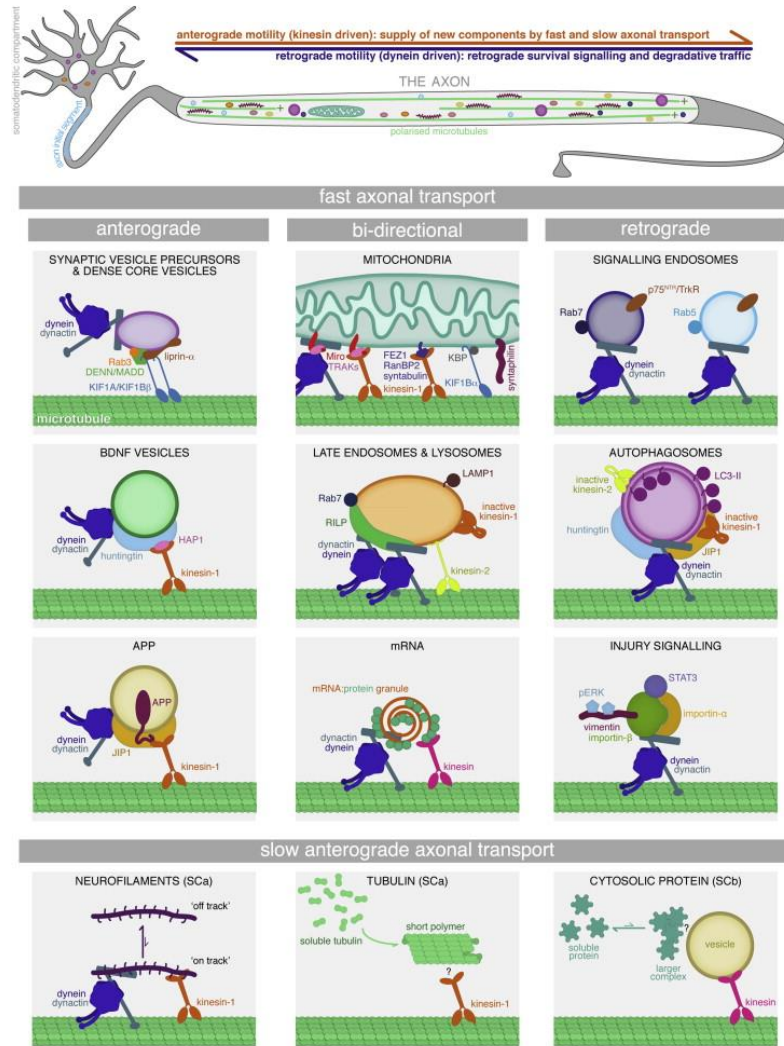 somatodendritic compartment
anterograde motility (kinesin driven): supply of new components by fast and slow axonal transport
retrograde motility (dynein driven): retrograde survival signalling and degradative traffic
THE AXON
axon initial segment
+
+
+
polarised microtubules
fast axonal transport
anterograde
bi-directional
retrograde
SYNAPTIC VESICLE PRECURSORS
& DENSE CORE VESICLES
dynein
dynactin
Rab3
liprin-α
DENN/MADD
KIF1A/KIF1Bβ
microtubule
MITOCHONDRIA
Miro
TRAKs
FEZ1
RanBP2
syntabulin
kinesin-1
KBP
KIF1Bα
syntaphilin
SIGNALLING ENDOSOMES
p75NTR/TrkR
Rab7
Rab5
dynein
dynactin
BDNF VESICLES
dynein
dynactin
huntingtin
HAP1
kinesin-1
LATE ENDOSOMES & LYSOSOMES
LAMP1
Rab7
RILP
inactive
kinesin-1
dynactin
dynein
kinesin-2
AUTOPHAGOSOMES
inactive
kinesin-2
LC3-II
huntingtin
inactive
kinesin-1
JIP1
dynein
dynactin
APP
APP
dynein
dynactin
JIP1
kinesin-1
mRNA
mRNA:protein granule
dynactin
dynein
kinesin
INJURY SIGNALLING
STAT3
pERK
importin-α
vimentin
importin-β
dynein
dynactin
slow anterograde axonal transport
NEUROFILAMENTS (SCa)
'off track'
'on track'
dynein
dynactin
kinesin-1
TUBULIN (SCa)
soluble tubulin
short polymer
?
kinesin-1
CYTOSOLIC PROTEIN (SCb)
soluble
protein
?
larger
complex
vesicle
kinesin